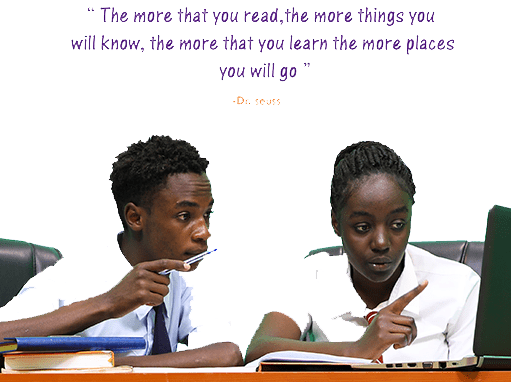 “ The more that you read,the more things you
will know, the more that you learn the more places
you will go ”
-Dr. seuss